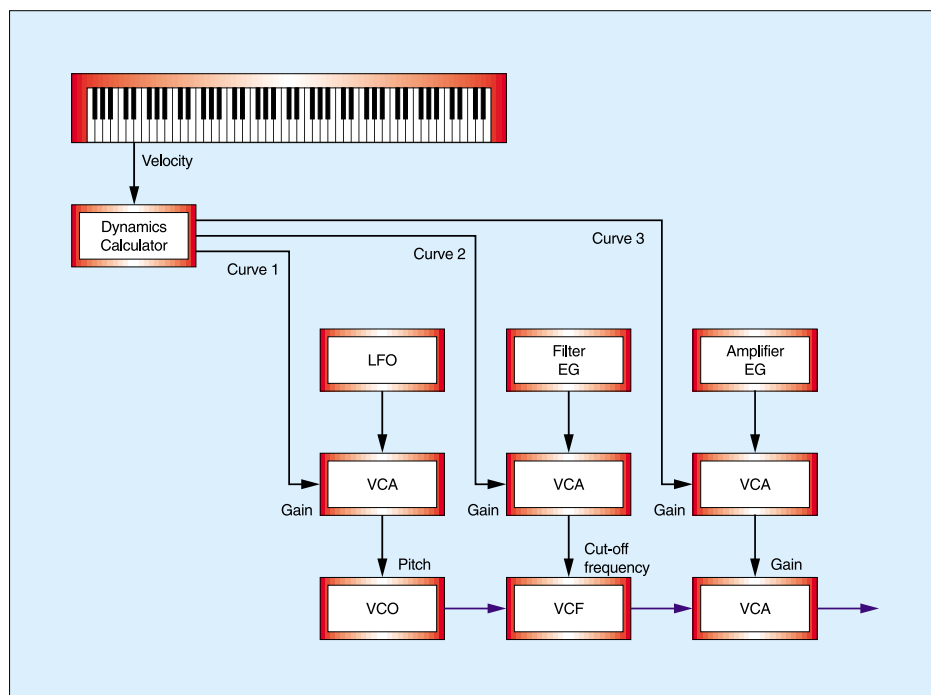 Velocity
Dynamics
Calculator
Curve 1
Curve 2
Curve 3
LFO
Filter
EG
Amplifier
EG
VCA
VCA
VCA
Gain
Gain
Gain
Pitch
Cut-off
frequency
Gain
VCO
VCF
VCA